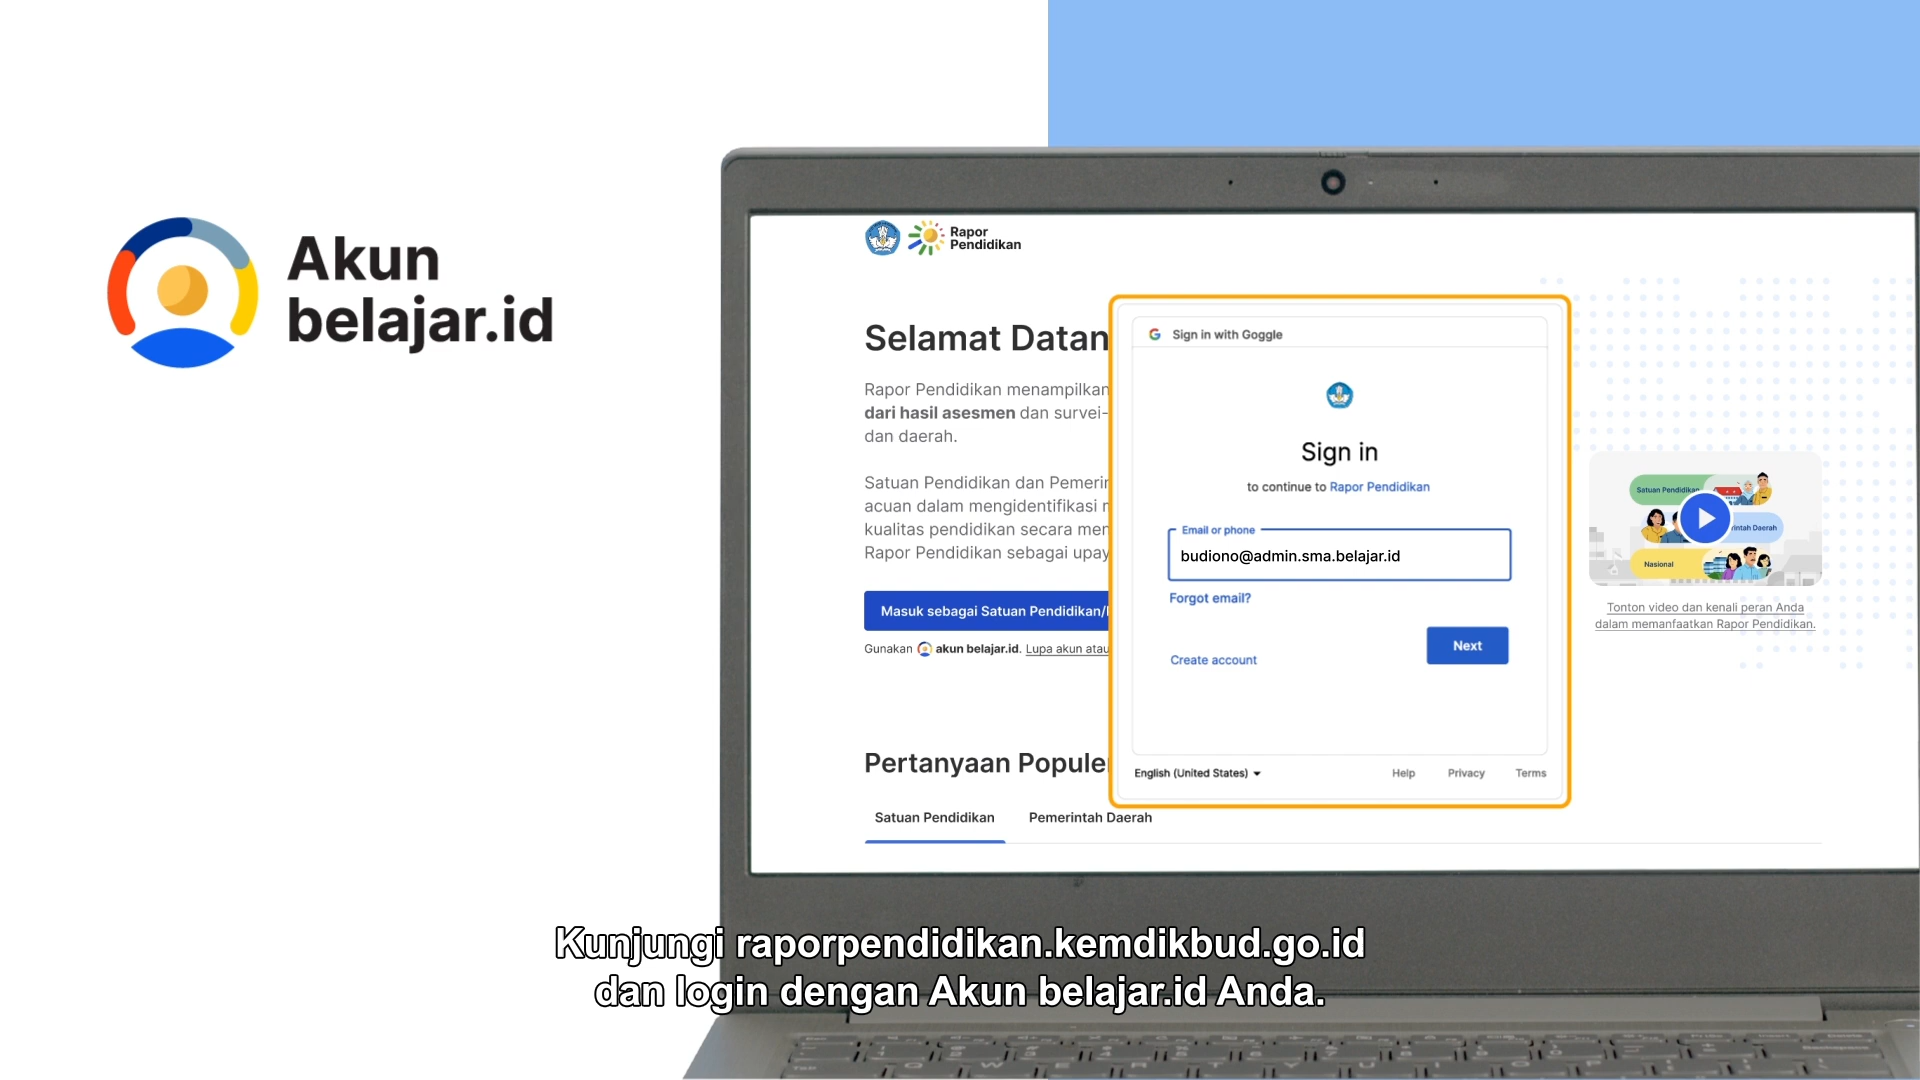 Akun
belajar.id
Rapor
Pendidikan
Selamat Datan
Rapor Pendidikan menampilkan
dari hasil asesmen dan survei-
dan daerah.
Satuan Pendidikan dan Pemerin
acuan dalam mengidentifikasi
kualitas pendidikan secara men
Rapor Pendidikan sebagai upay
Masuk sebagai Satuan Pendidikan/
Gunakan akun belajar.id. Lupa akun atau
Sign in with Goggle
Sign in
to continue to Rapor Pendidikan
Email or phone
budiono@admin.sma.belajar.id
Forgot email?
Next
Create account
English (United States)
Help Privacy Terms
Satuan Pendidikan
intah Daerah
Nasional
Tonton video dan kenali peran Anda
dalam memanfaatkan Rapor Pendidikan.
Pertanyaan Populer
Satuan Pendidikan Pemerintah Daerah
Kunjungi raporpendidikan.kemdikbud.go.id
dan login dengan Akun belajar.id Anda.